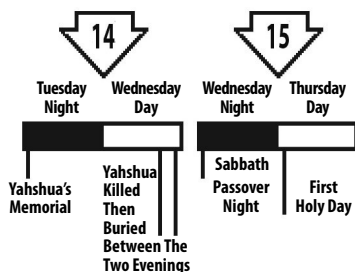 14
15
Tuesday
Night
Wednesday
Day
Wednesday
Night
Thursday
Day
Yahshua's
Memorial
Yahshua
Killed
Then
Buried
Between The
Two Evenings
Sabbath
Passover
Night
First
Holy Day